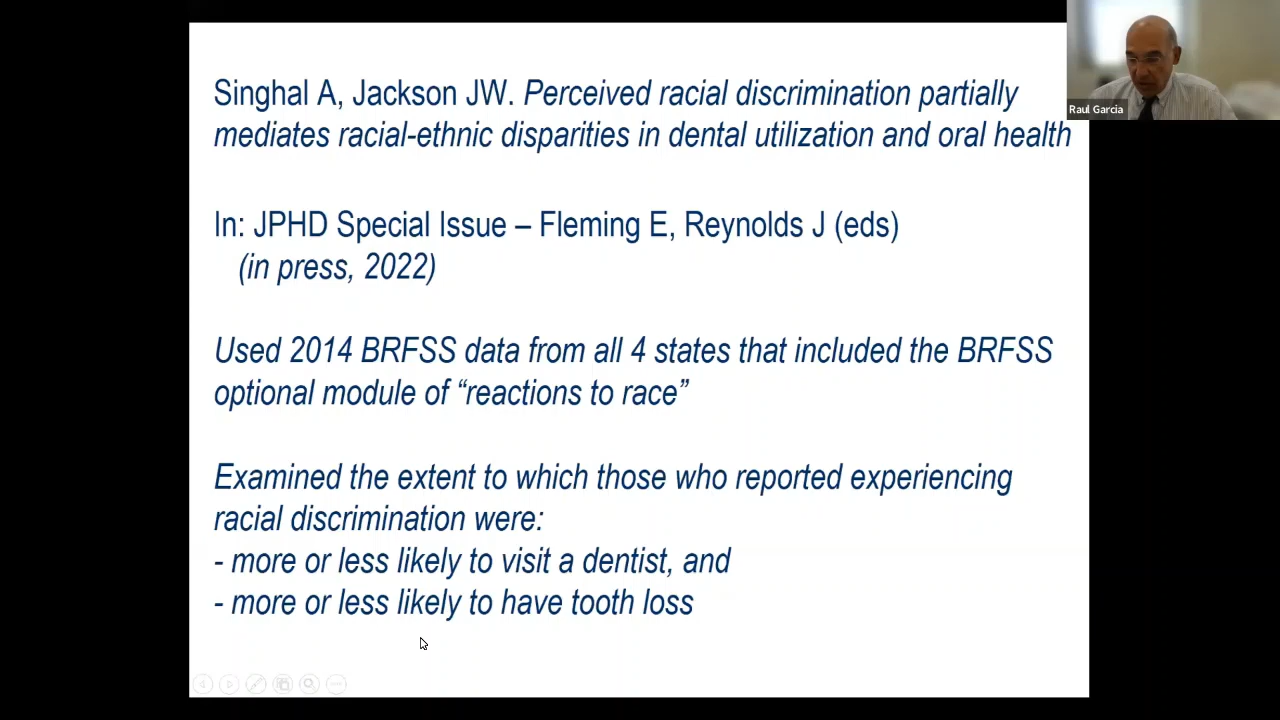 Singhal A, Jackson JW. Perceived racial discrimination partially
mediates racial-ethnic disparities in dental utilization and oral health
In: JPHD Special Issue – Fleming E, Reynolds J (eds)
(in press, 2022)
Used 2014 BRFSS data from all 4 states that included the BRFSS
optional module of “reactions to race”
Examined the extent to which those who reported experiencing
racial discrimination were:
- more or less likely to visit a dentist, and
- more or less likely to have tooth loss
Raul Garcia